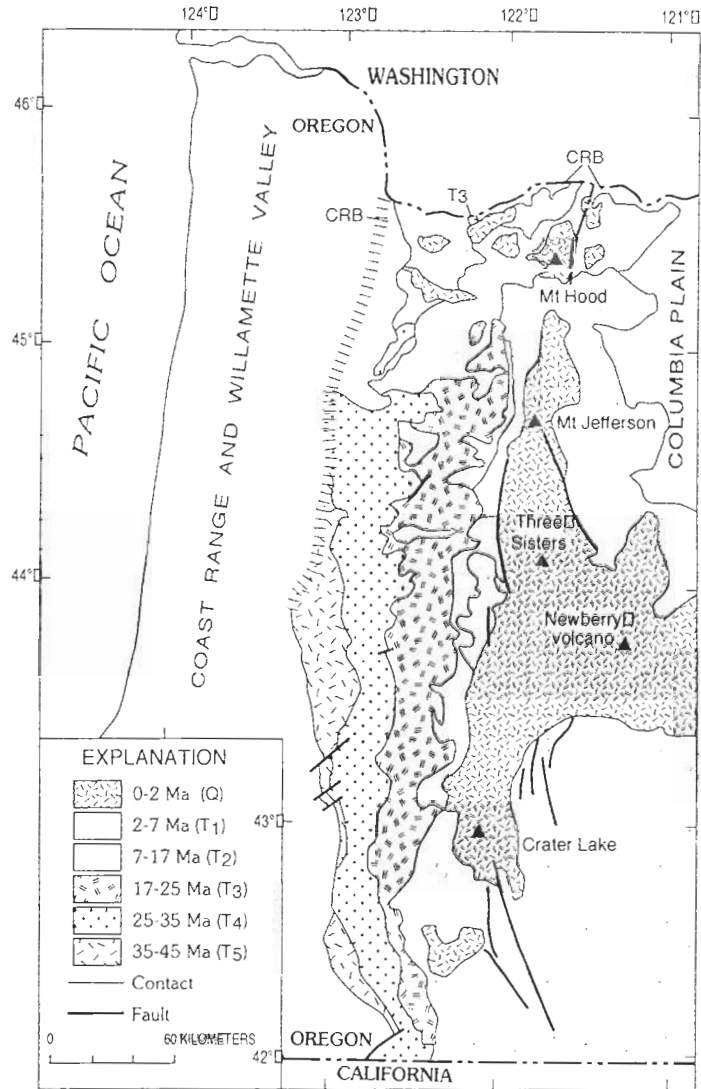 124°
123°
122°
121°
WASHINGTON
46°
OREGON
CRB
T3
CRB
Mt Hood
PACIFIC OCEAN
COAST RANGE AND WILLAMETTE VALLEY
COLUMBIA PLAIN
45°
Mt Jefferson
Three
Sisters
44°
Newberry
volcano
EXPLANATION
0-2 Ma (Q)
2-7 Ma (T1)
7-17 Ma (T2)
17-25 Ma (T3)
25-35 Ma (T4)
35-45 Ma (T5)
Contact
Fault
43°
Crater Lake
0 60 KILOMETERS
OREGON
42°
CALIFORNIA